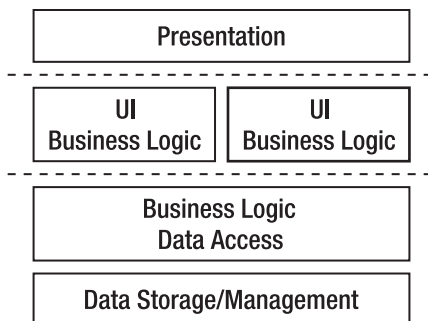 Presentation
UI
Business Logic
UI
Business Logic
Business Logic
Data Access
Data Storage/Management